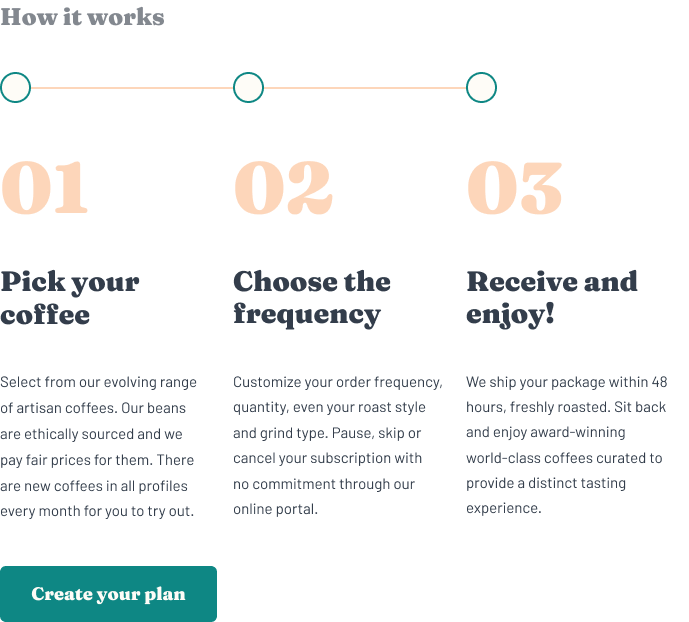 How it works
01
02
03
Pick your
coffee
Choose the
frequency
Receive and
enjoy!
Select from our evolving range
of artisan coffees. Our beans
are ethically sourced and we
pay fair prices for them. There
are new coffees in all profiles
every month for you to try out.
Customize your order frequency,
quantity, even your roast style
and grind type. Pause, skip or
cancel your subscription with
no commitment through our
online portal.
We ship your package within 48
hours, freshly roasted. Sit back
and enjoy award-winning
world-class coffees curated to
provide a distinct tasting
experience.
Create your plan